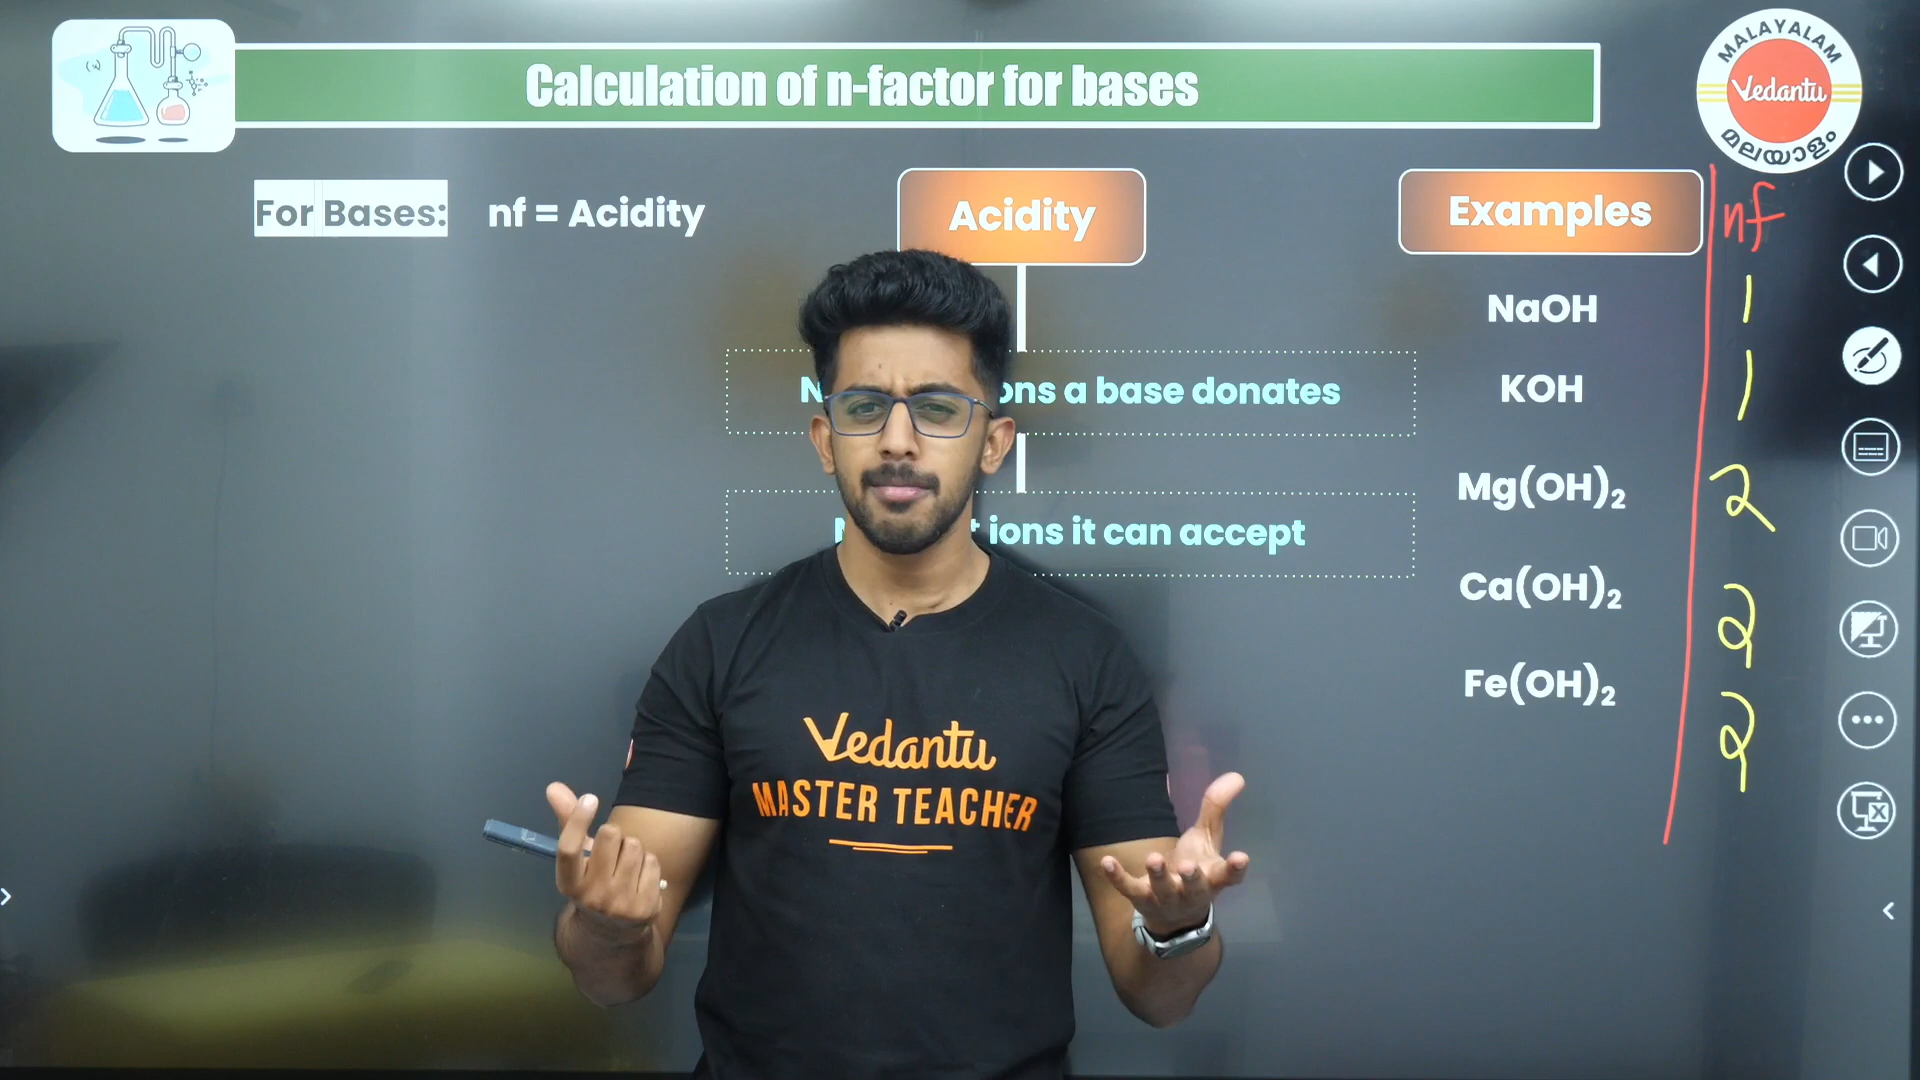 Calculation of n-factor for bases
MALAYALAM
Vedantu
മലയാളം
For Bases: nf = Acidity
Acidity
Examples
nf
NaOH 1
KOH 1
ons a base donates
Mg(OH)₂ 2
ions it can accept
Ca(OH)₂ 2
Fe(OH)₂ 2
Vedantu
MASTER TEACHER